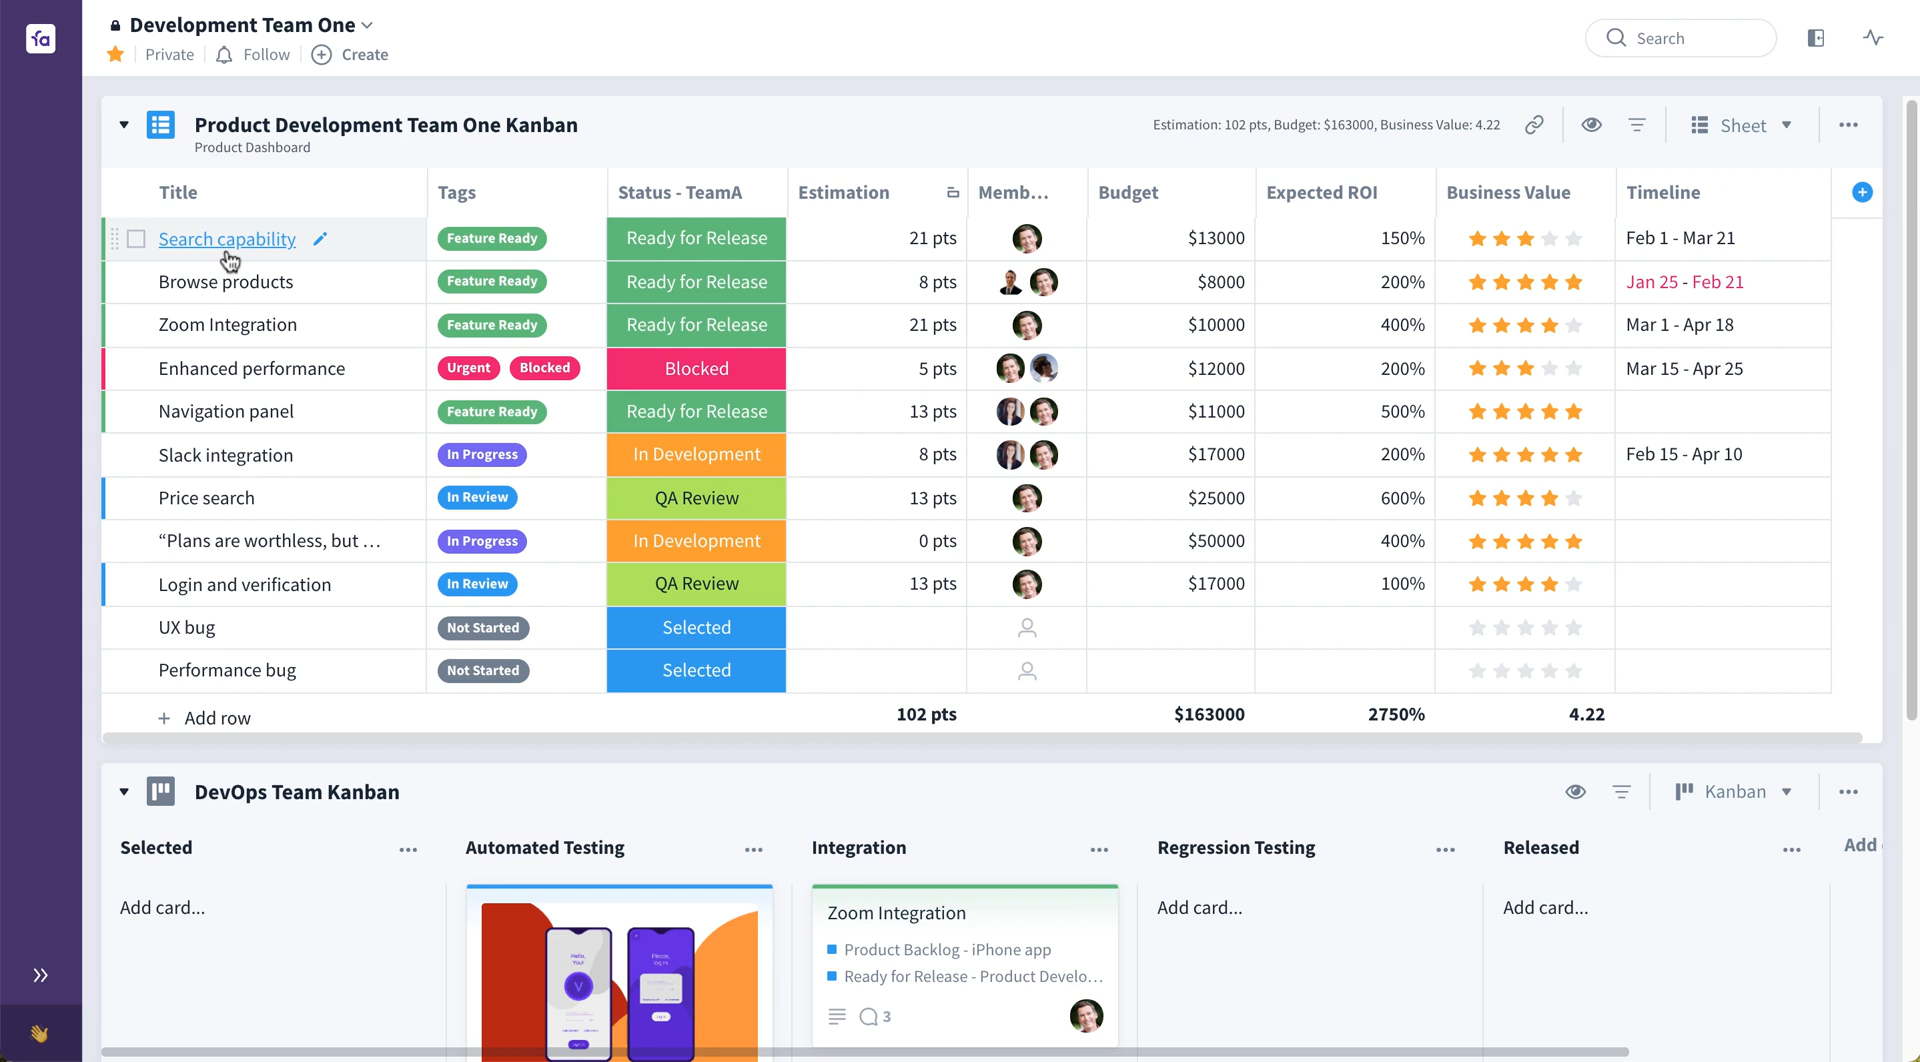 fa
Development Team One
Private
Follow
Create
Search
Product Development Team One Kanban
Product Dashboard
Estimation: 102 pts, Budget: $163000, Business Value: 4.22
Sheet
Title Tags Status - TeamA Estimation Memb... Budget Expected ROI Business Value Timeline
Search capability Feature Ready Ready for Release 21 pts $13000 150% Feb 1 - Mar 21
Browse products Feature Ready Ready for Release 8 pts $8000 200% Jan 25 - Feb 21
Zoom Integration Feature Ready Ready for Release 21 pts $10000 400% Mar 1 - Apr 18
Enhanced performance Urgent Blocked Blocked 5 pts $12000 200% Mar 15 - Apr 25
Navigation panel Feature Ready Ready for Release 13 pts $11000 500%
Slack integration In Progress In Development 8 pts $17000 200% Feb 15 - Apr 10
Price search In Review QA Review 13 pts $25000 600%
“Plans are worthless, but ... In Progress In Development 0 pts $50000 400%
Login and verification In Review QA Review 13 pts $17000 100%
UX bug Not Started Selected
Performance bug Not Started Selected
+ Add row 102 pts $163000 2750% 4.22
DevOps Team Kanban
Kanban
Selected Automated Testing Integration Regression Testing Released Add
Add card...
Hello,
You!
V
Please,
log in
Zoom Integration
Product Backlog - iPhone app
Ready for Release - Product Develo...
3
Add card...
Add card...